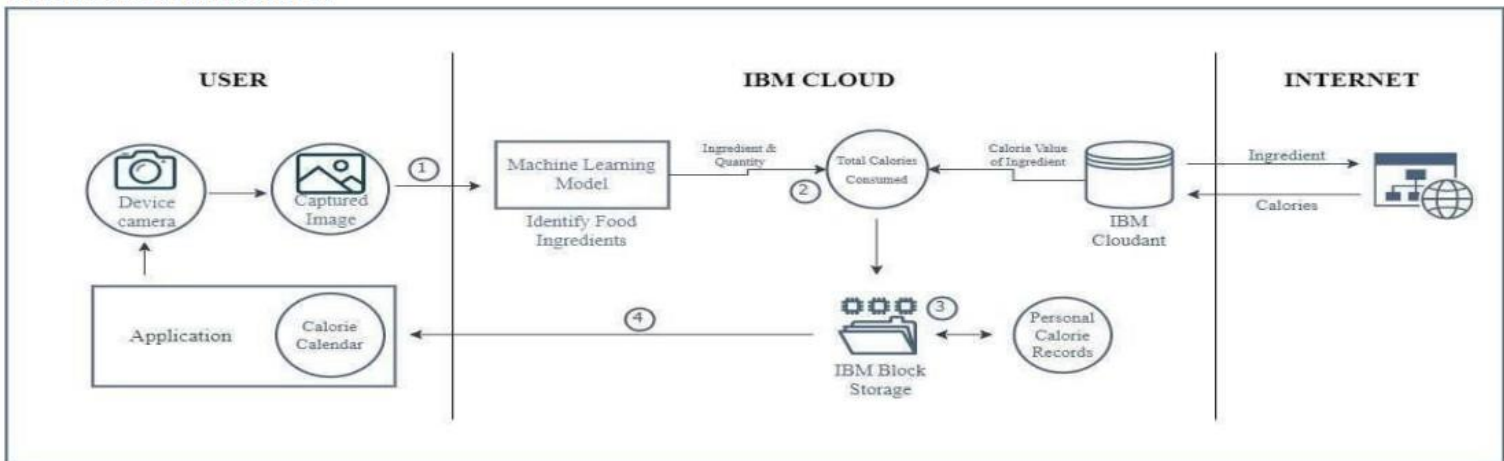 USER
IBM CLOUD
INTERNET
Device
camera
Captured
Image
1
Machine Learning
Model
Identify Food
Ingredients
Ingredient &
Quantity
2
Total Calories
Consumed
Calorie Value
of Ingredient
IBM
Cloudant
Ingredient
Calories
Application
Calorie
Calendar
4
3
IBM Block
Storage
Personal
Calorie
Records